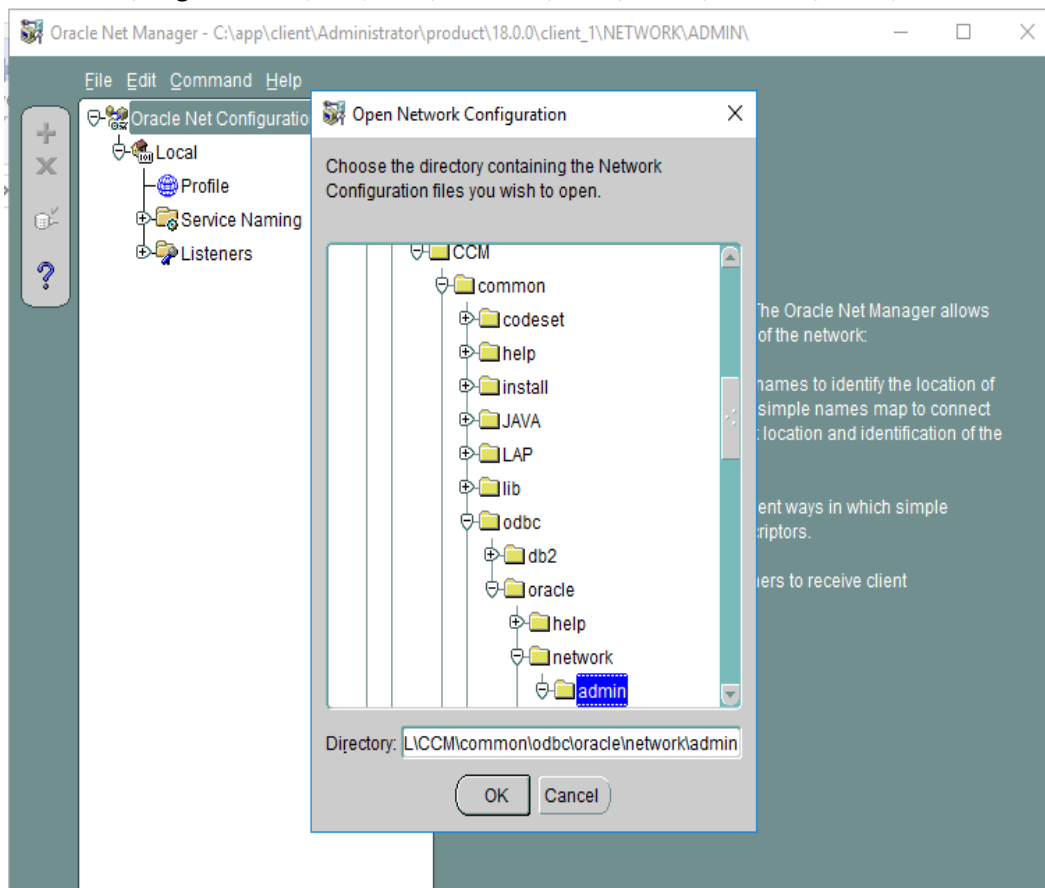 Oracle Net Manager - C:\app\client\Administrator\product\18.0.0\client_1\NETWORK\ADMIN\
File Edit Command Help
Oracle Net Configuratio
Local
Profile
Service Naming
Listeners
Open Network Configuration
Choose the directory containing the Network
Configuration files you wish to open.
CCM
common
codeset
help
install
JAVA
LAP
lib
odbc
db2
oracle
help
network
admin
Directory: L\CCM\common\odbc\oracle\network\admin
OK Cancel
The Oracle Net Manager allows
of the network:
names to identify the location of
simple names map to connect
location and identification of the
ent ways in which simple
criptors.
ners to receive client